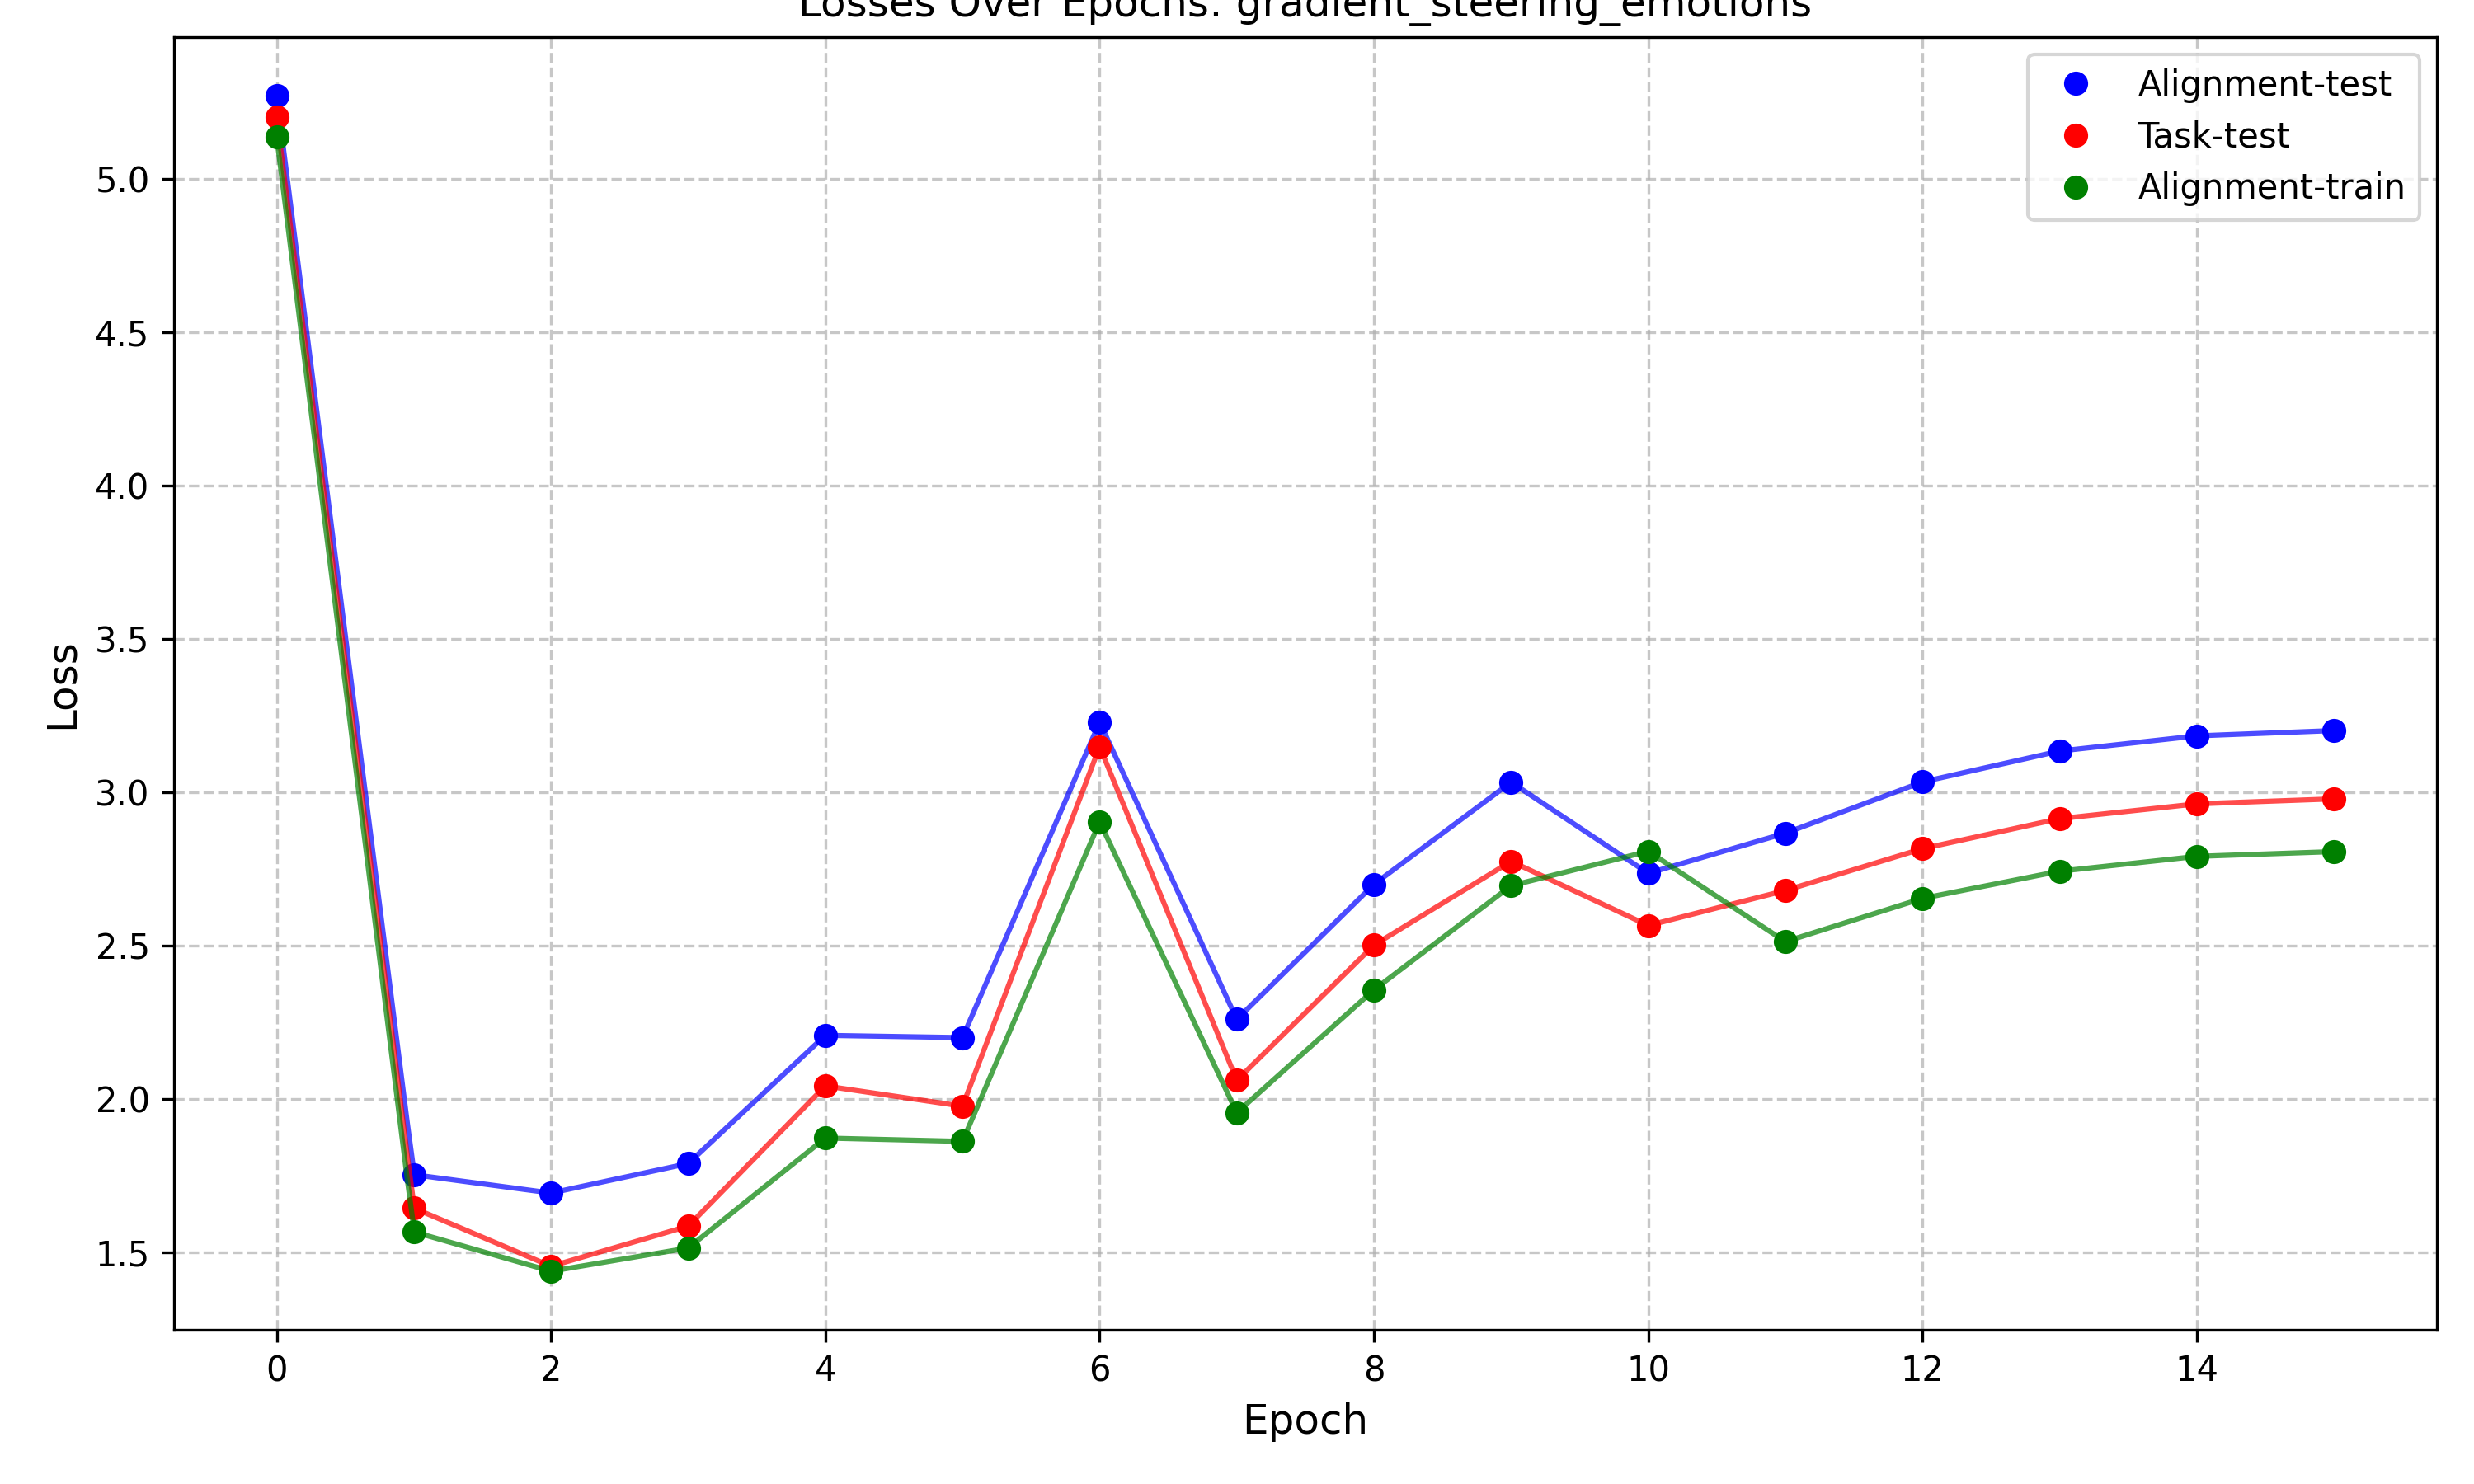 Losses Over Epochs: gradient_steering_emotions
Alignment-test
Task-test
Alignment-train
5.0
4.5
4.0
3.5
3.0
2.5
2.0
1.5
Loss
0 2 4 6 8 10 12 14
Epoch